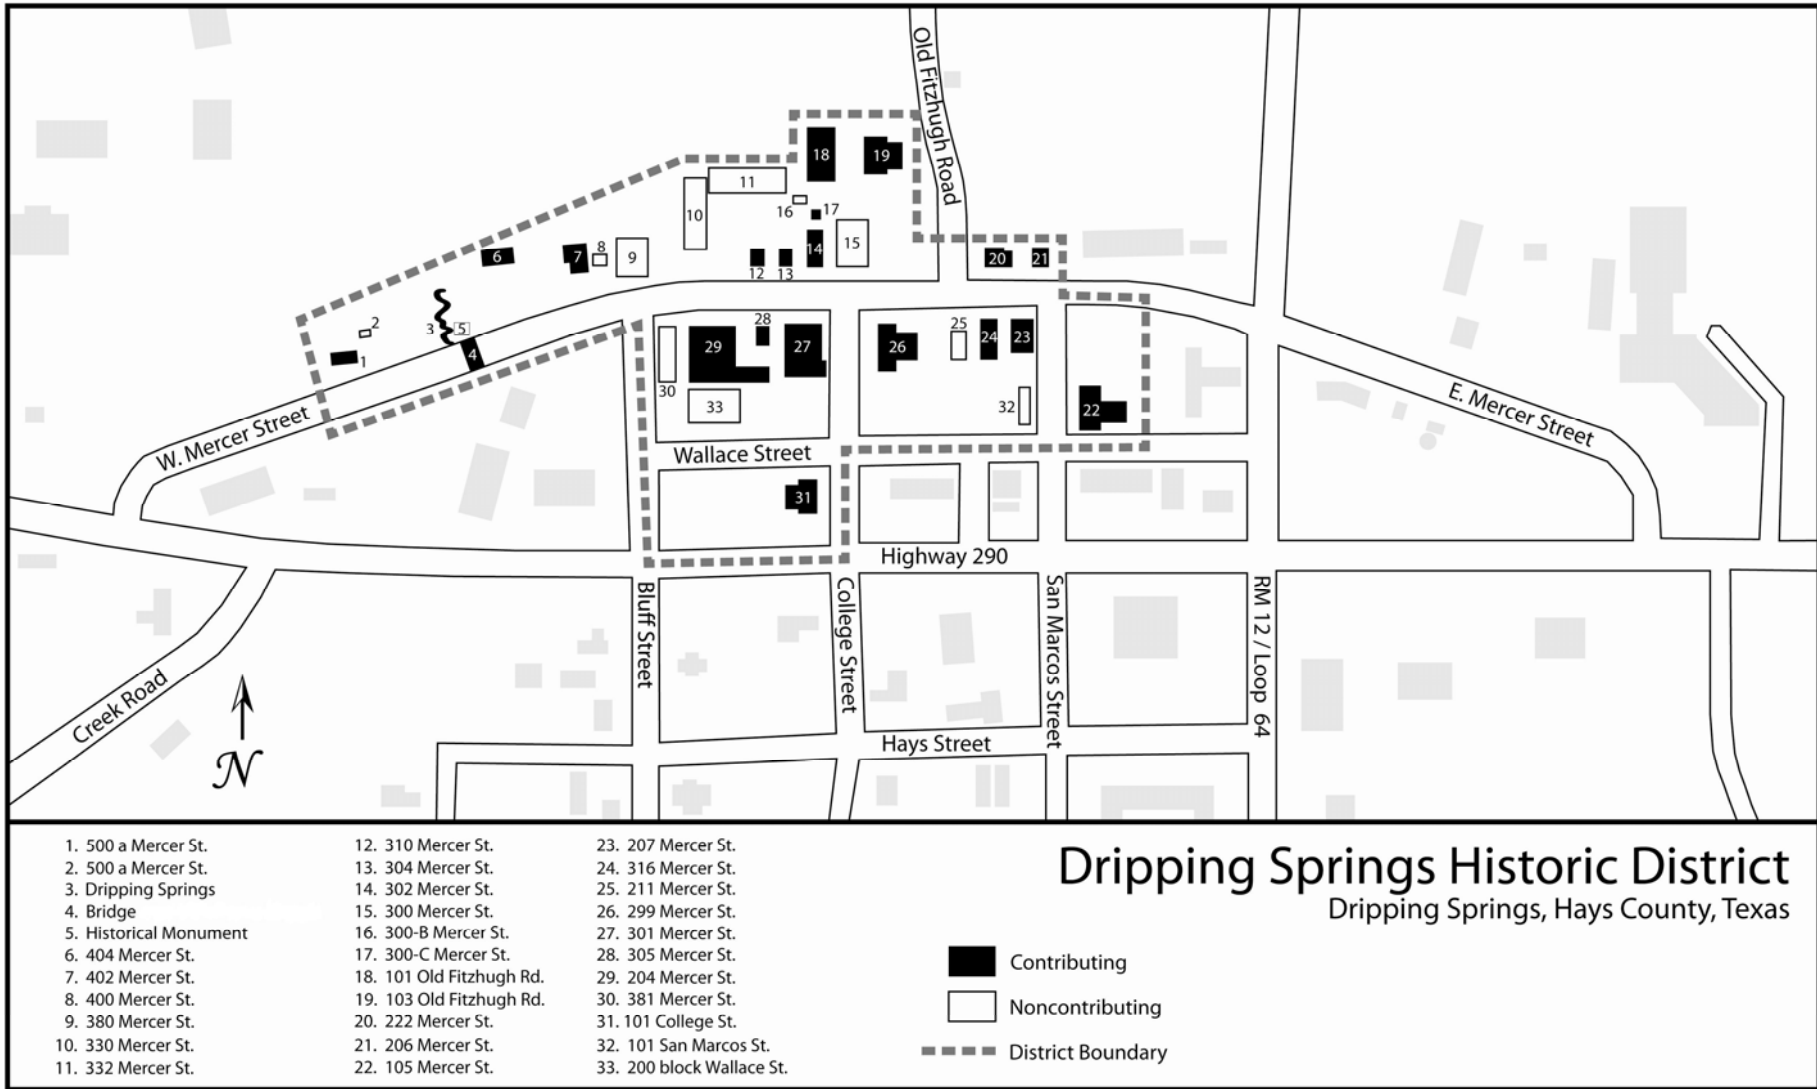 Old Fitzhugh Road
18
19
11
10
16
17
15
14
12
13
6
7
8
9
20
21
2
3
5
1
4
28
29
27
30
33
26
25
24
23
32
22
W. Mercer Street
E. Mercer Street
Wallace Street
31
Highway 290
Bluff Street
College Street
San Marcos Street
RM 12 / Loop 64
Creek Road
Hays Street
N
1. 500 a Mercer St.
2. 500 a Mercer St.
3. Dripping Springs
4. Bridge
5. Historical Monument
6. 404 Mercer St.
7. 402 Mercer St.
8. 400 Mercer St.
9. 380 Mercer St.
10. 330 Mercer St.
11. 332 Mercer St.
12. 310 Mercer St.
13. 304 Mercer St.
14. 302 Mercer St.
15. 300 Mercer St.
16. 300-B Mercer St.
17. 300-C Mercer St.
18. 101 Old Fitzhugh Rd.
19. 103 Old Fitzhugh Rd.
20. 222 Mercer St.
21. 206 Mercer St.
22. 105 Mercer St.
23. 207 Mercer St.
24. 316 Mercer St.
25. 211 Mercer St.
26. 299 Mercer St.
27. 301 Mercer St.
28. 305 Mercer St.
29. 204 Mercer St.
30. 381 Mercer St.
31. 101 College St.
32. 101 San Marcos St.
33. 200 block Wallace St.
Dripping Springs Historic District
Dripping Springs, Hays County, Texas
Contributing
Noncontributing
District Boundary